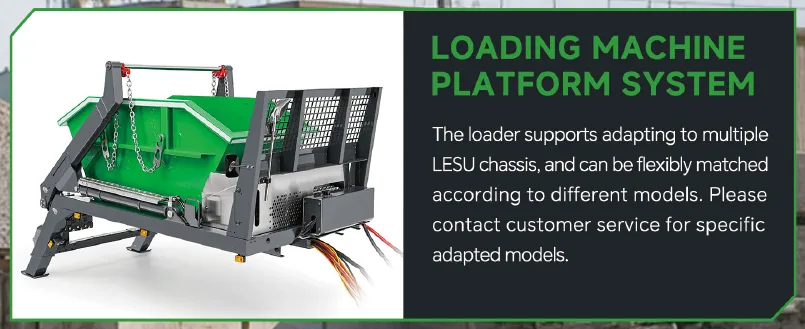 LOADING MACHINE
PLATFORM SYSTEM
The loader supports adapting to multiple
LESU chassis, and can be flexibly matched
according to different models. Please
contact customer service for specific
adapted models.